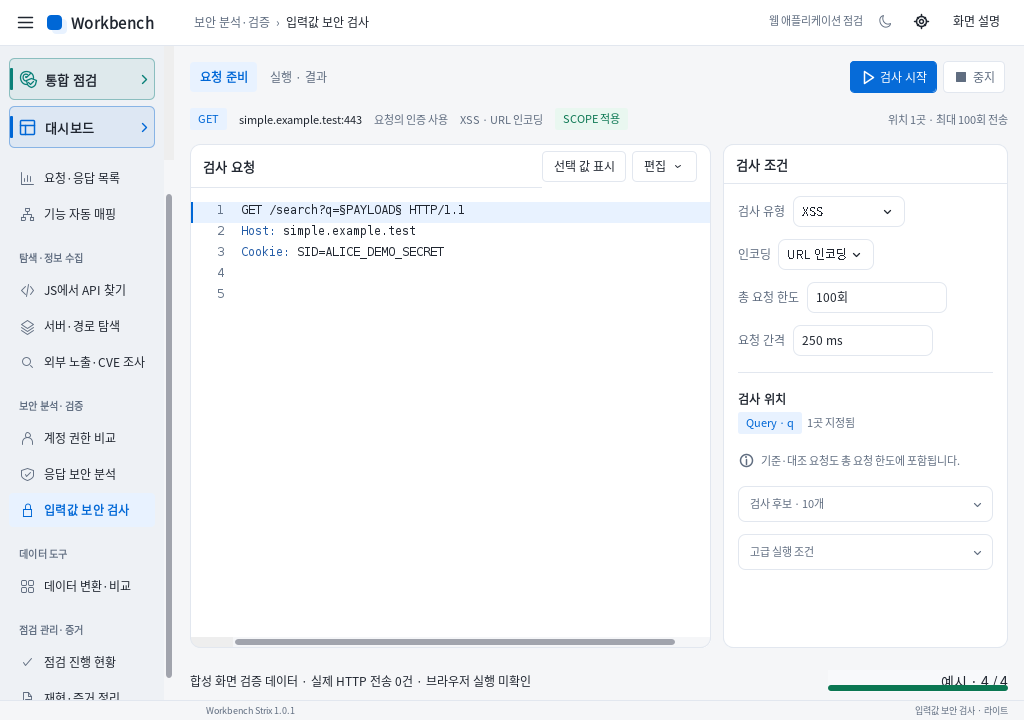 Workbench
보안 분석·검증 › 입력값 보안 검사
웹 애플리케이션 점검
화면 설명
통합 점검
대시보드
요청·응답 목록
기능 자동 매핑
탐색·정보 수집
JS에서 API 찾기
서버·경로 탐색
외부 노출·CVE 조사
보안 분석·검증
계정 권한 비교
응답 보안 분석
입력값 보안 검사
데이터 도구
데이터 변환·비교
점검 관리·증거
점검 진행 현황
재현·증거 정리
요청 준비
실행 · 결과
검사 시작
중지
GET simple.example.test:443 요청의 인증 사용 XSS · URL 인코딩 SCOPE 적용
위치 1곳 · 최대 100회 전송
검사 요청
선택 값 표시
편집
1 GET /search?q=§PAYLOAD§ HTTP/1.1
2 Host: simple.example.test
3 Cookie: SID=ALICE_DEMO_SECRET
4
5
검사 조건
검사 유형 XSS
인코딩 URL 인코딩
총 요청 한도 100회
요청 간격 250 ms
검사 위치
Query · q 1곳 지정됨
기준·대조 요청도 총 요청 한도에 포함됩니다.
검사 후보 · 10개
고급 실행 조건
합성 화면 검증 데이터 · 실제 HTTP 전송 0건 · 브라우저 실행 미확인
예시 · 4 / 4
Workbench Strix 1.0.1
입력값 보안 검사 · 라이트